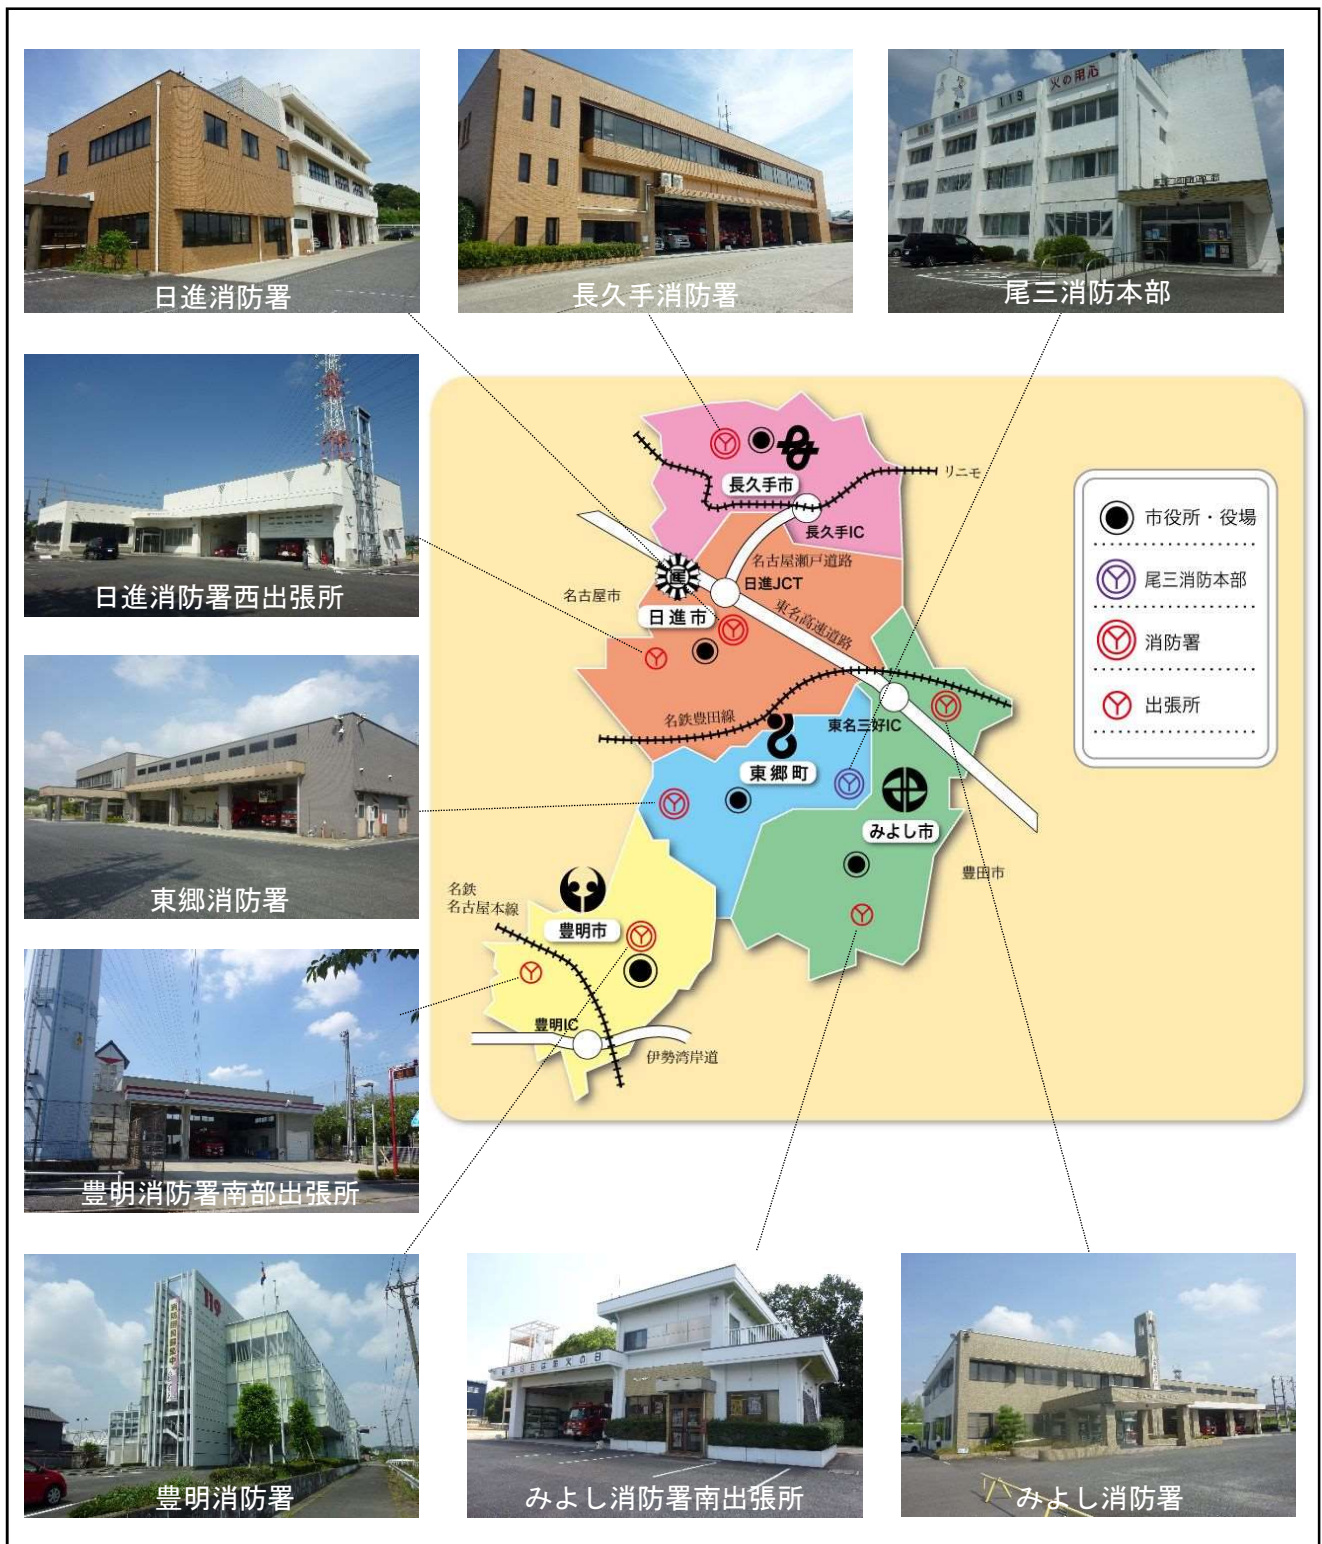 火の用心
119
日進消防署
長久手消防署
尾三消防本部
日進消防署西出張所
東郷消防署
豊明消防署南部出張所
119
豊明消防署
みよし消防署南出張所
みよし消防署
長久手市
リニモ
長久手IC
名古屋瀬戸道路
日進JCT
名古屋市
日進市
東名高速道路
名鉄豊田線
東名三好IC
東郷町
みよし市
豊田市
名鉄
名古屋本線
豊明市
豊明IC
伊勢湾岸道
市役所・役場
尾三消防本部
消防署
出張所